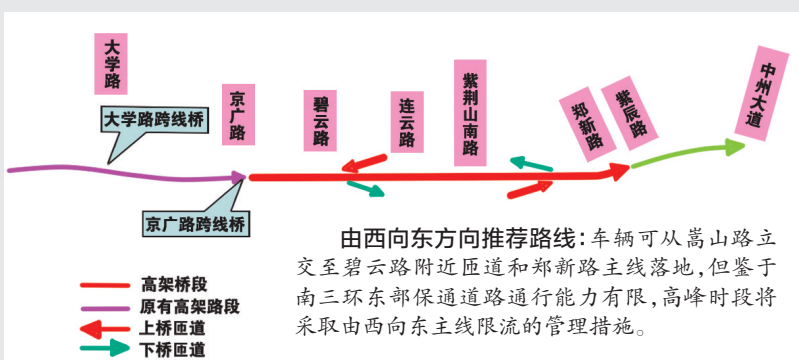 大学路
京广路
碧云路
连云路
紫荆山南路
郑新路
紫辰路
中州大道
大学路跨线桥
京广路跨线桥
由西向东方向推荐路线:车辆可从嵩山路立
交至碧云路附近匝道和郑新路主线落地,但鉴于
南三环东部保通道路通行能力有限,高峰时段将
采取由西向东主线限流的管理措施。
高架桥段
原有高架路段
上桥匝道
下桥匝道